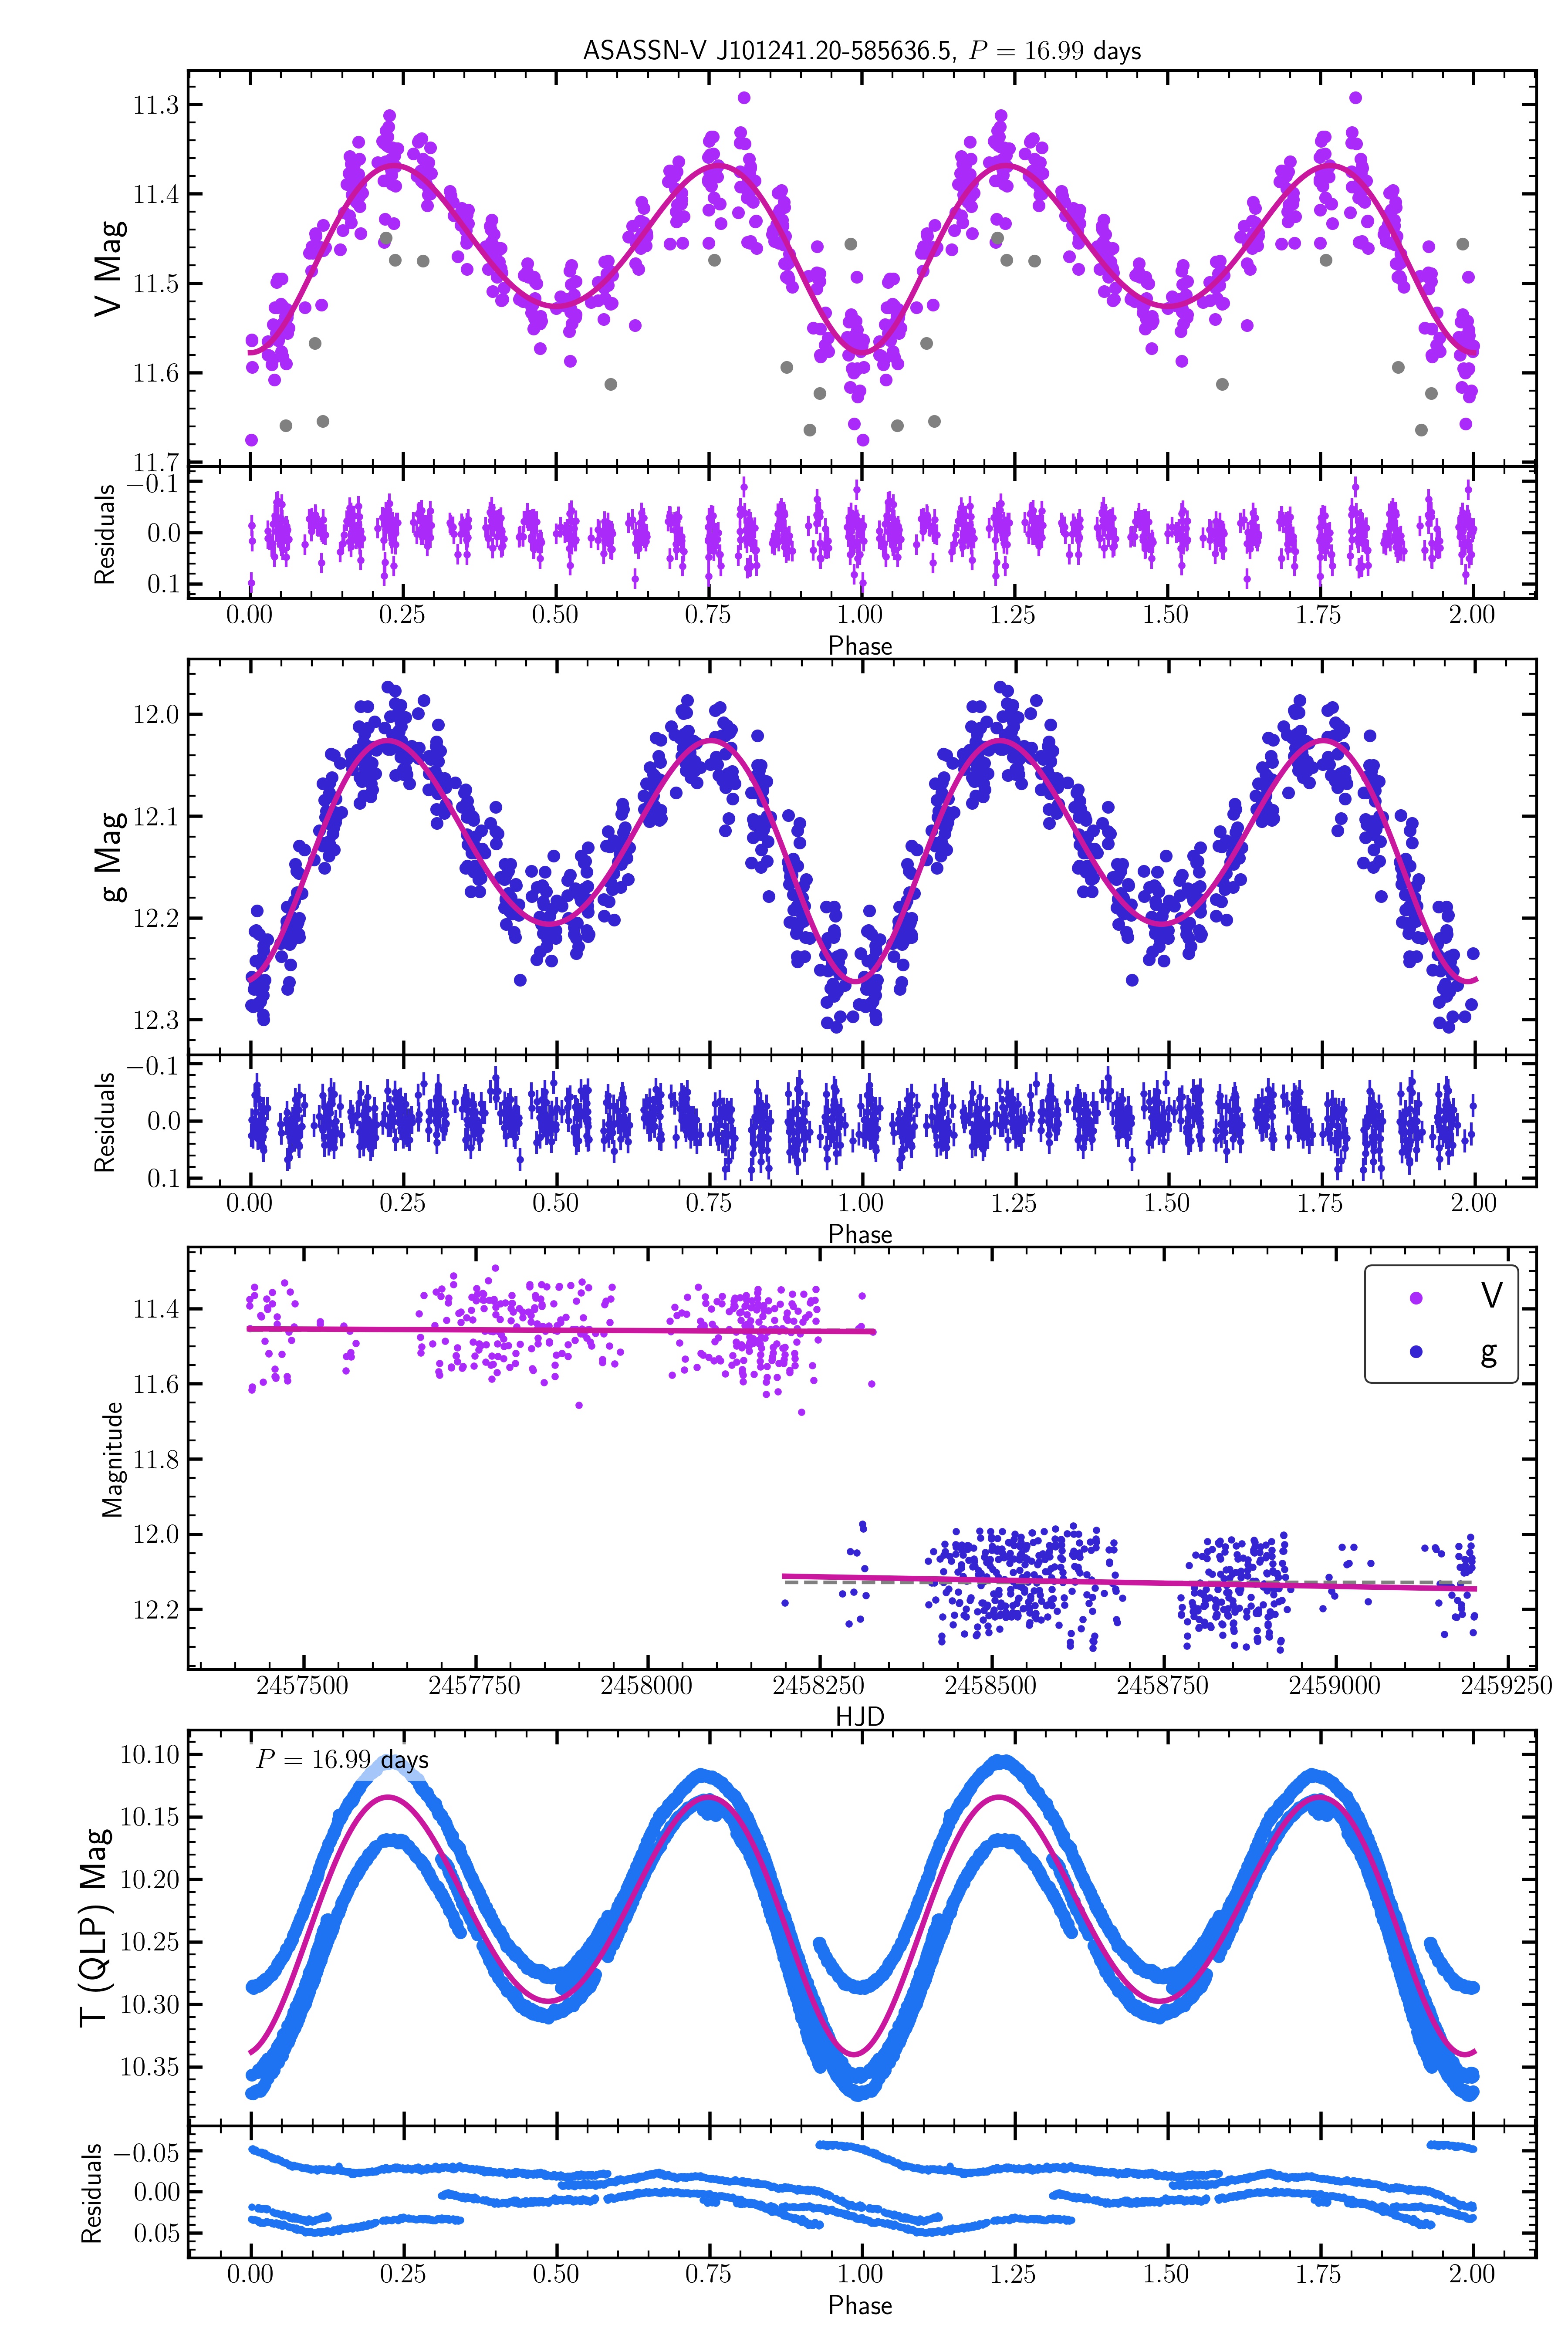 ASASSN-V J101241.20-585636.5, P = 16.99 days
V Mag
11.3
11.4
11.5
11.6
11.7
Residuals
−0.1
0.0
0.1
0.00 0.25 0.50 0.75 1.00 1.25 1.50 1.75 2.00
Phase
g Mag
12.0
12.1
12.2
12.3
Residuals
−0.1
0.0
0.1
0.00 0.25 0.50 0.75 1.00 1.25 1.50 1.75 2.00
Phase
Magnitude
11.4
11.6
11.8
12.0
12.2
V
g
2457500 2457750 2458000 2458250 2458500 2458750 2459000 2459250
HJD
P = 16.99 days
T (QLP) Mag
10.10
10.15
10.20
10.25
10.30
10.35
Residuals
−0.05
0.00
0.05
0.00 0.25 0.50 0.75 1.00 1.25 1.50 1.75 2.00
Phase